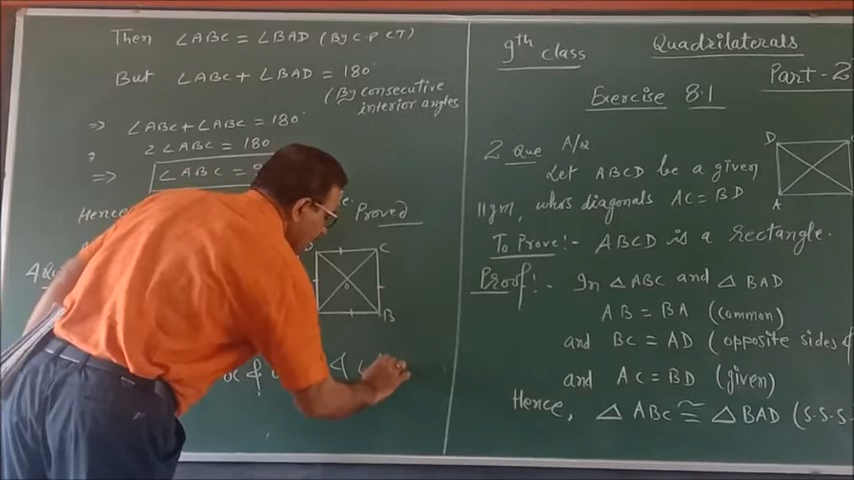 Then ∠ABC = ∠BAD (By C.P.CT)
But ∠ABC + ∠BAD = 180°
(By consecutive
interior angles
⇒ ∠ABC + ∠ABC = 180°
2∠ABC = 180
⇒ ∠ABC =
Hence
Proved
4 Q
C
B
o
9th class
Quadrilaterals
Part-2
Exercise 8.1
2 Que A/Q
Let ABCD be a given
11gm, who's diagonals AC = BD
D
A
To Prove!- ABCD is a rectangle.
Proof!- In △ABC and △BAD
AB = BA (common)
and BC = AD (opposite sides of
and AC = BD (given)
Hence, △ABC ≅ △BAD (S.S.S